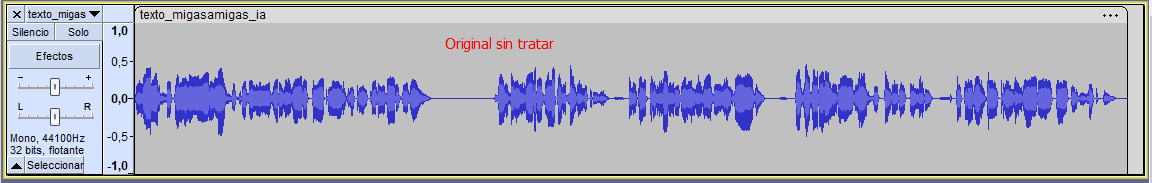 texto_migas
texto_migasamigas_ia
Silencio
Solo
Efectos
Original sin tratar
- +
L R
Mono, 44100Hz
32 bits, flotante
Seleccionar
1,0
0,5
0,0
-0,5
-1,0